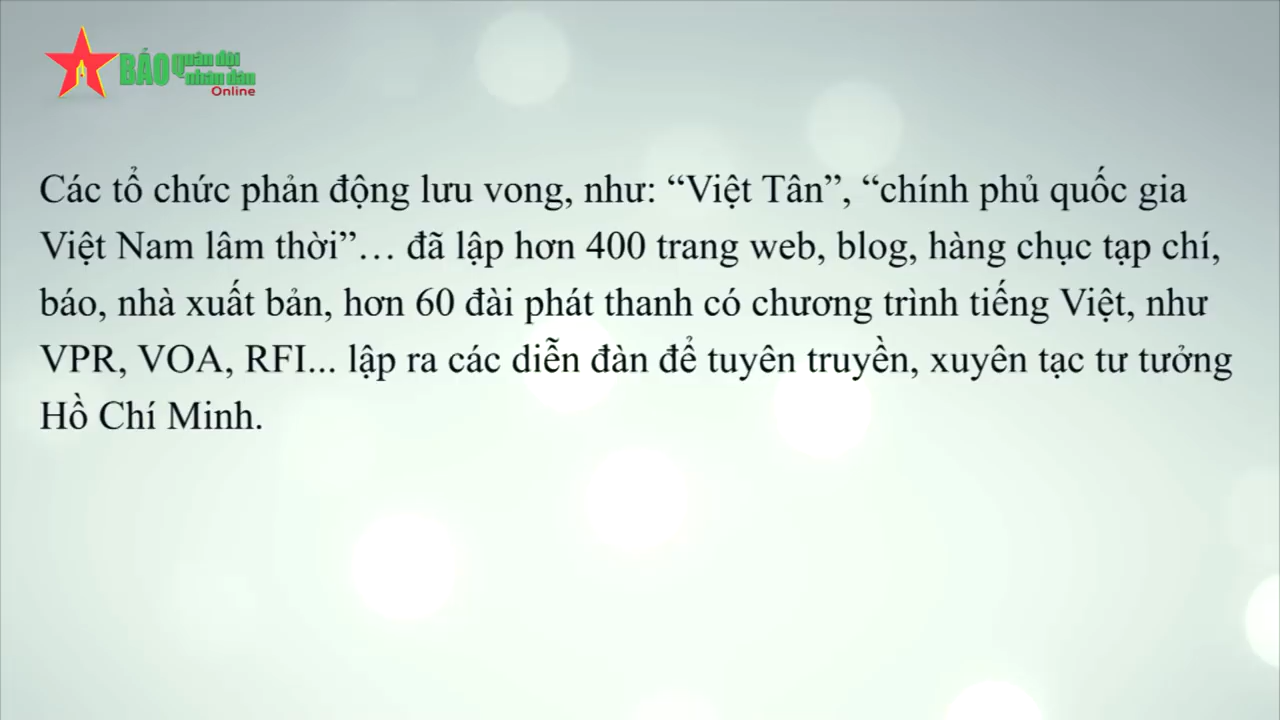 BÁO quân đội
nhân dân
Online
Các tổ chức phản động lưu vong, như: “Việt Tân”, “chính phủ quốc gia
Việt Nam lâm thời”… đã lập hơn 400 trang web, blog, hàng chục tạp chí,
báo, nhà xuất bản, hơn 60 đài phát thanh có chương trình tiếng Việt, như
VPR, VOA, RFI... lập ra các diễn đàn để tuyên truyền, xuyên tạc tư tưởng
Hồ Chí Minh.